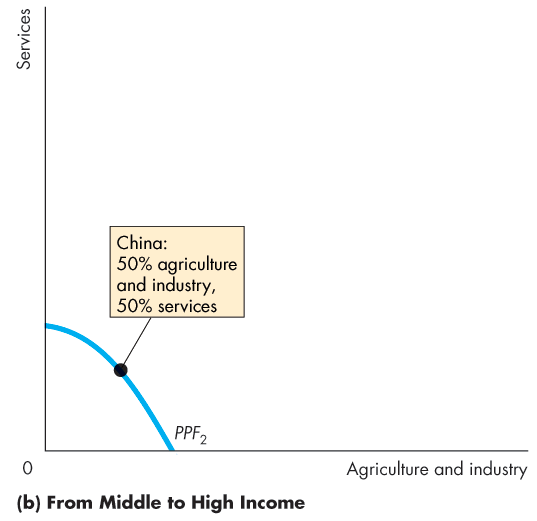 Services
China:
50% agriculture
and industry,
50% services
PPF2
0
Agriculture and industry
(b) From Middle to High Income